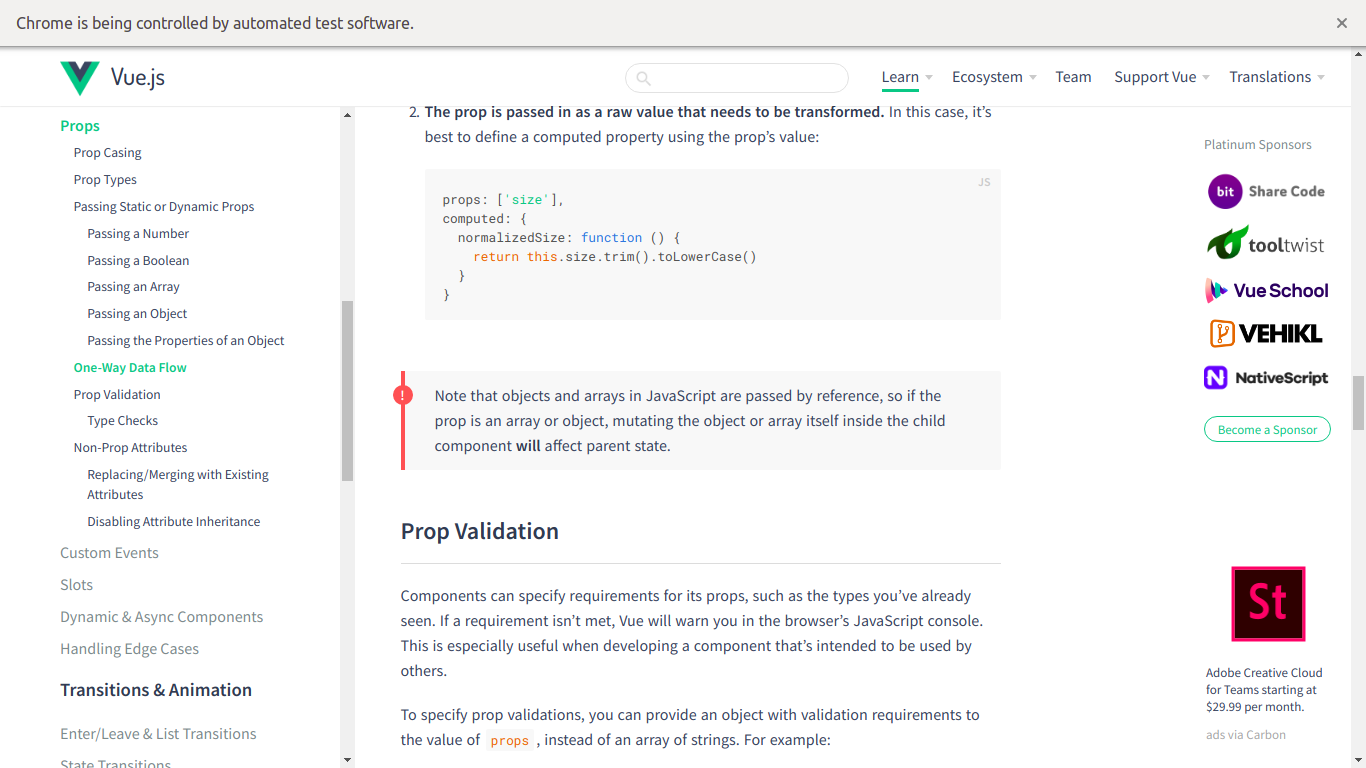 Chrome is being controlled by automated test software.
Vue.js
Learn
Ecosystem
Team
Support Vue
Translations
Props
Prop Casing
Prop Types
Passing Static or Dynamic Props
Passing a Number
Passing a Boolean
Passing an Array
Passing an Object
Passing the Properties of an Object
One-Way Data Flow
Prop Validation
Type Checks
Non-Prop Attributes
Replacing/Merging with Existing
Attributes
Disabling Attribute Inheritance
Custom Events
Slots
Dynamic & Async Components
Handling Edge Cases
Transitions & Animation
Enter/Leave & List Transitions
State Transitions
2. The prop is passed in as a raw value that needs to be transformed. In this case, it’s
best to define a computed property using the prop’s value:
JS
props: ['size'],
computed: {
normalizedSize: function () {
return this.size.trim().toLowerCase()
}
}
!
Note that objects and arrays in JavaScript are passed by reference, so if the
prop is an array or object, mutating the object or array itself inside the child
component will affect parent state.
Prop Validation
Components can specify requirements for its props, such as the types you’ve already
seen. If a requirement isn’t met, Vue will warn you in the browser’s JavaScript console.
This is especially useful when developing a component that’s intended to be used by
others.
To specify prop validations, you can provide an object with validation requirements to
the value of props , instead of an array of strings. For example:
Platinum Sponsors
bit Share Code
tooltwist
Vue School
VEHIKL
N NativeScript
Become a Sponsor
St
Adobe Creative Cloud
for Teams starting at
$29.99 per month.
ads via Carbon